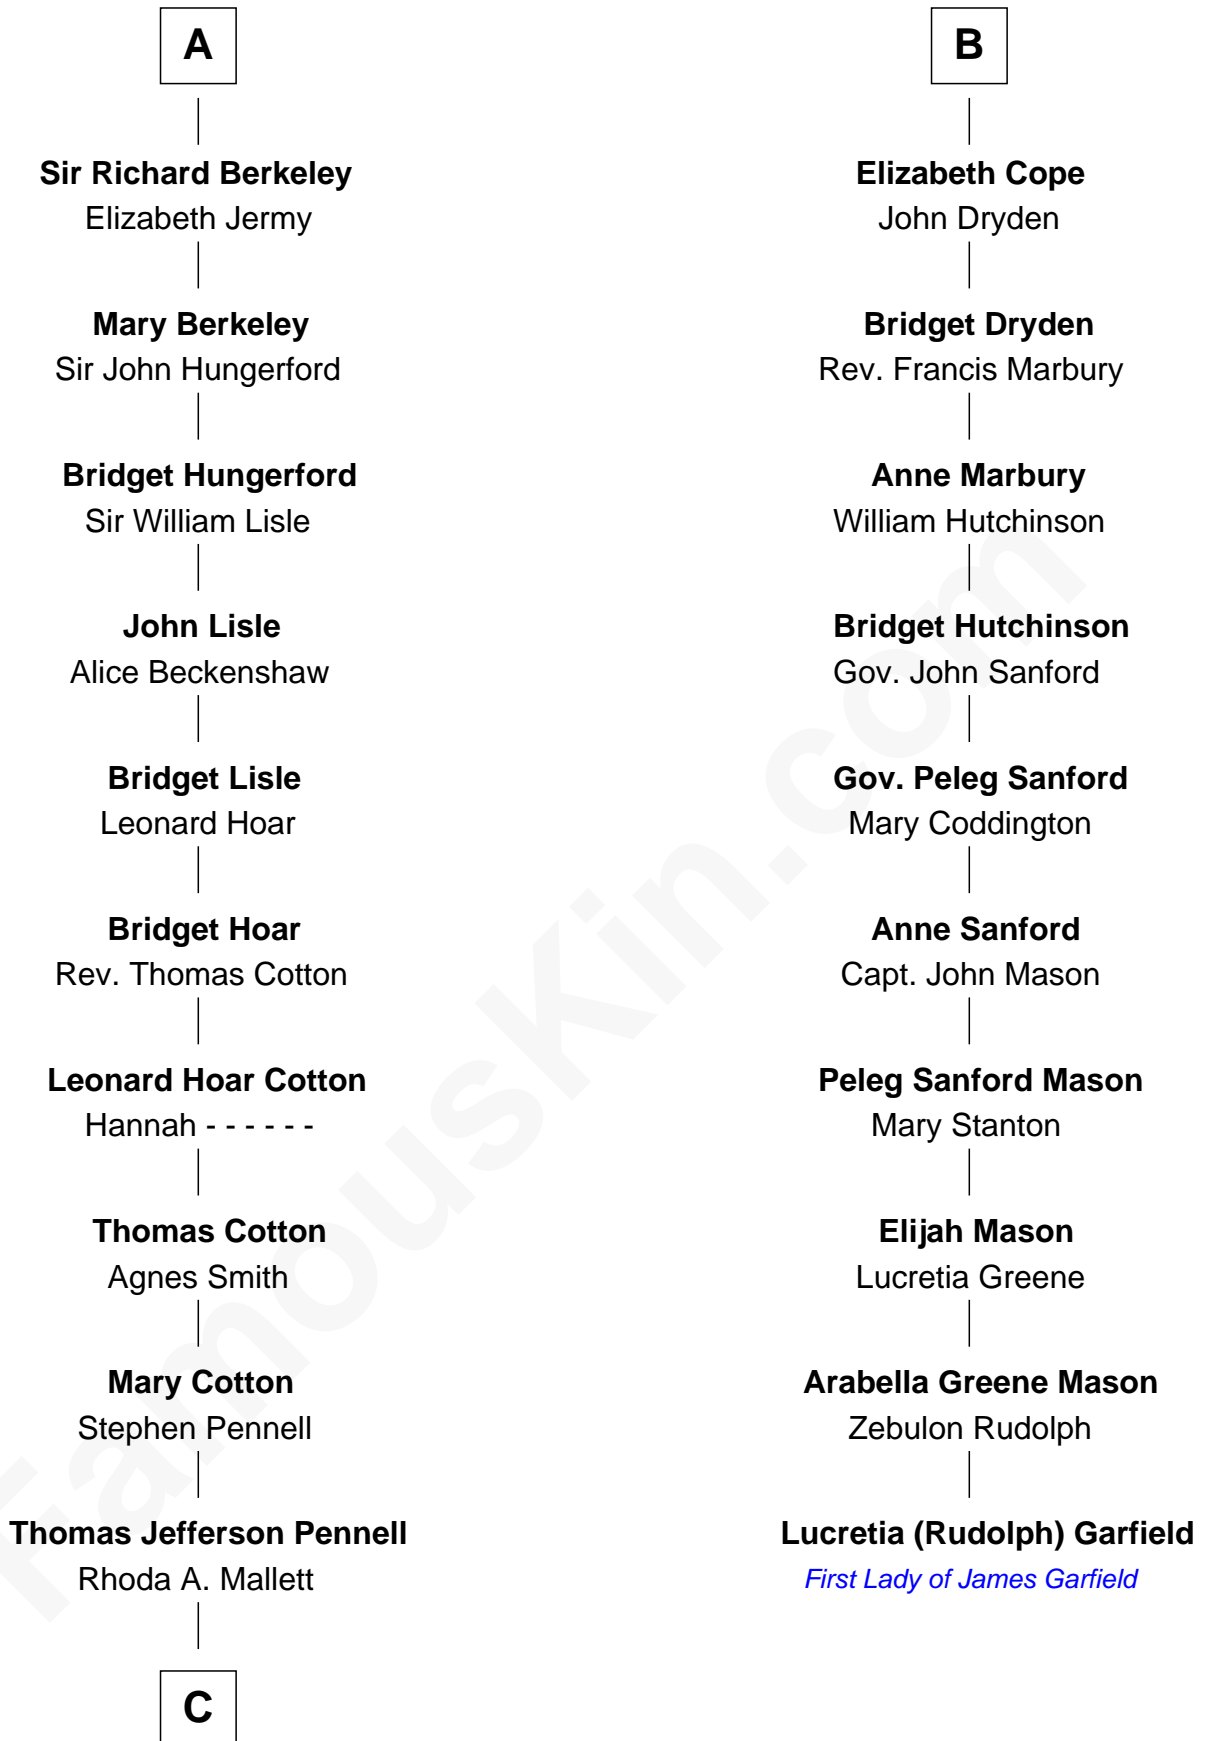 A
Sir Richard Berkeley
Elizabeth Jermy
Mary Berkeley
Sir John Hungerford
Bridget Hungerford
Sir William Lisle
John Lisle
Alice Beckenshaw
Bridget Lisle
Leonard Hoar
Bridget Hoar
Rev. Thomas Cotton
Leonard Hoar Cotton
Hannah - - - - - -
Thomas Cotton
Agnes Smith
Mary Cotton
Stephen Pennell
Thomas Jefferson Pennell
Rhoda A. Mallett
C
B
Elizabeth Cope
John Dryden
Bridget Dryden
Rev. Francis Marbury
Anne Marbury
William Hutchinson
Bridget Hutchinson
Gov. John Sanford
Gov. Peleg Sanford
Mary Coddington
Anne Sanford
Capt. John Mason
Peleg Sanford Mason
Mary Stanton
Elijah Mason
Lucretia Greene
Arabella Greene Mason
Zebulon Rudolph
Lucretia (Rudolph) Garfield
First Lady of James Garfield
FamousKin.com